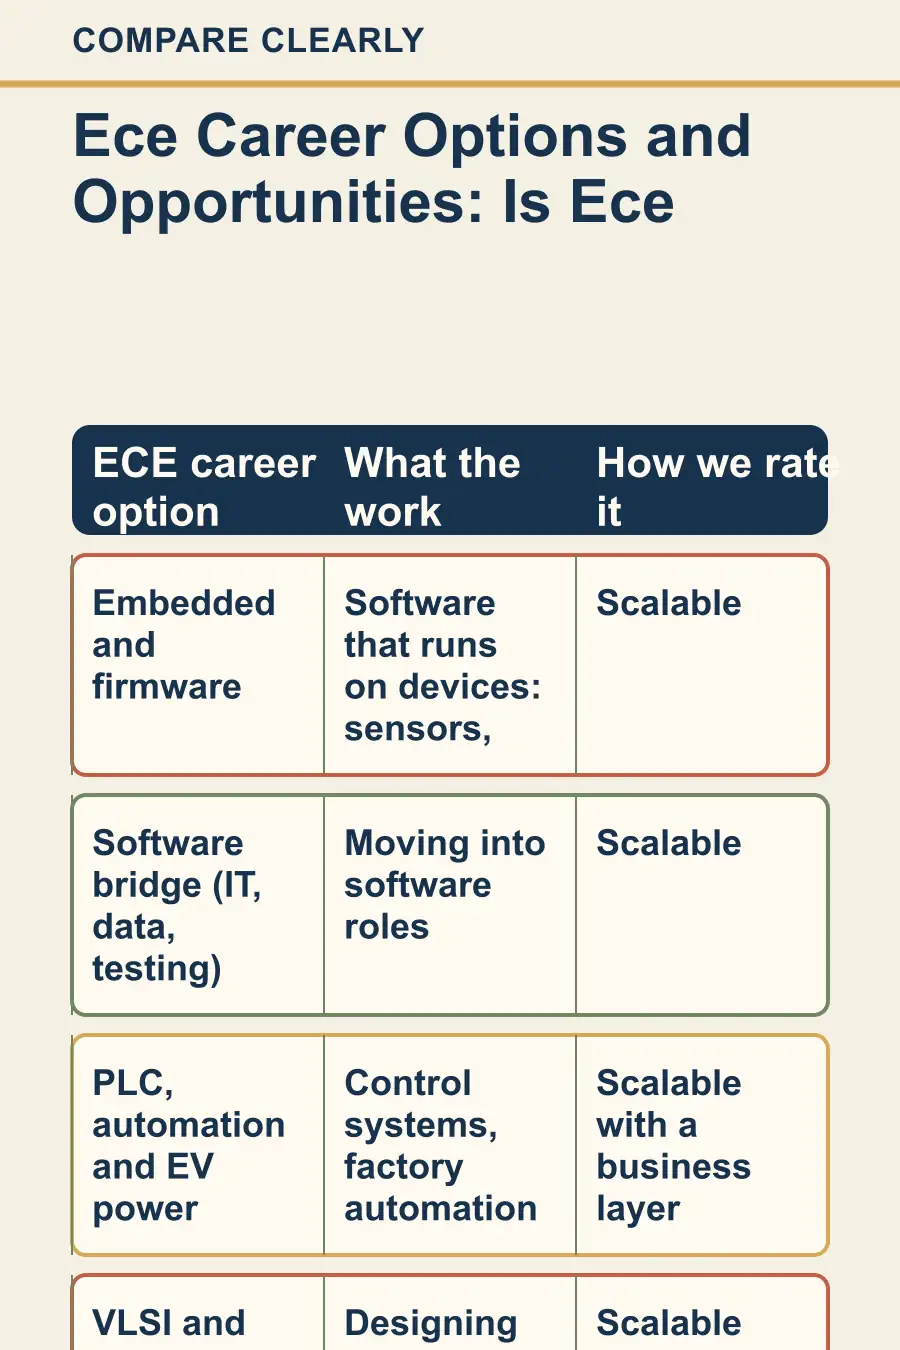 COMPARE CLEARLY
Ece Career Options and
Opportunities: Is Ece
ECE career
option
What the
work
How we rate
it
Embedded
and
firmware
Software
that runs
on devices:
sensors,
Scalable
Software
bridge (IT,
data,
testing)
Moving into
software
roles
Scalable
PLC,
automation
and EV
power
Control
systems,
factory
automation
Scalable
with a
business
layer
VLSI and
Designing
Scalable